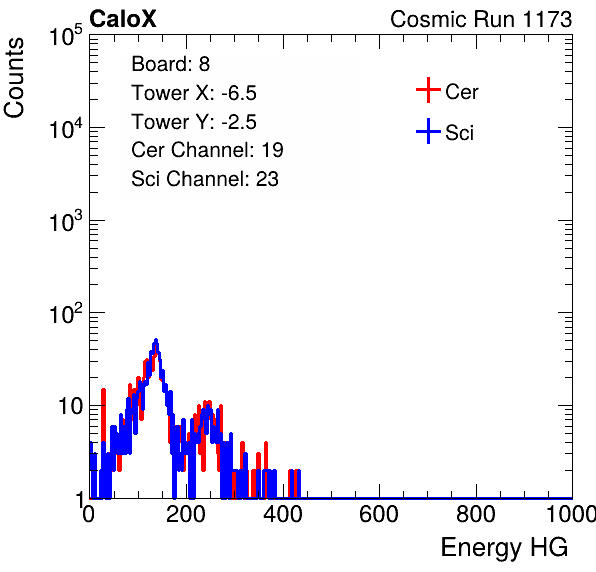 CaloX
Cosmic Run 1173
Counts
Board: 8
Tower X: -6.5
Tower Y: -2.5
Cer Channel: 19
Sci Channel: 23
Cer
Sci
10^5
10^4
10^3
10^2
10
1
0 200 400 600 800 1000
Energy HG